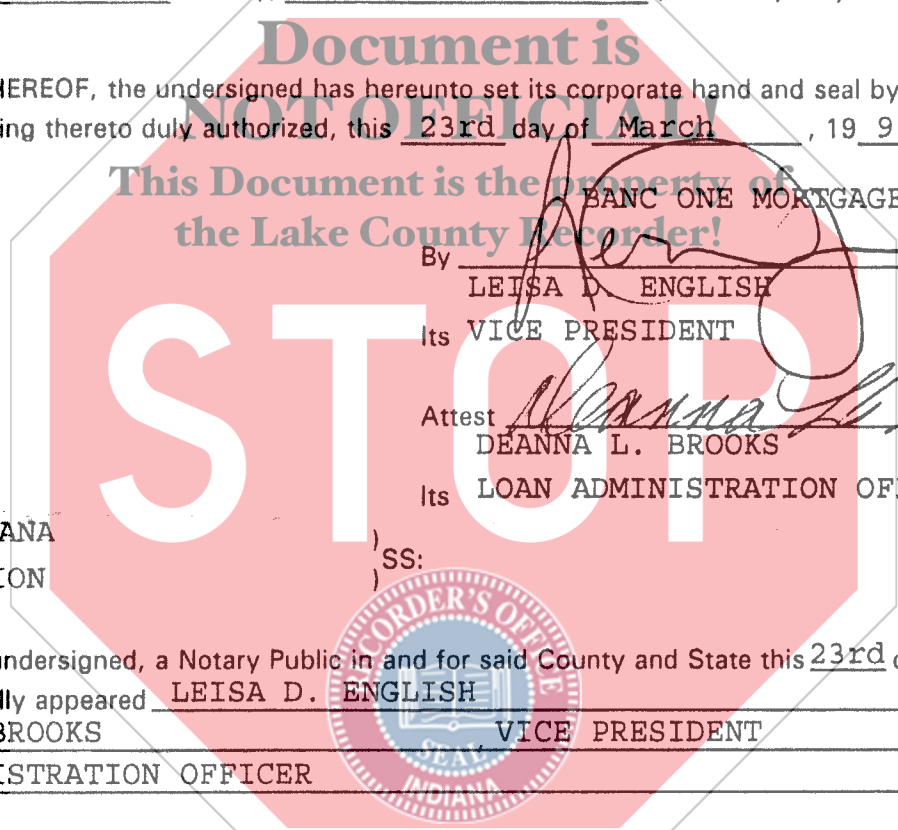 Document is
HEREOF, the undersigned has hereunto set its corporate hand and seal by
NOT OFFICIAL!
ing thereto duly authorized, this 23rd day of March , 19 9
This Document is the property of
BANC ONE MORTGAGE
the Lake County Recorder!
By
LEISA D. ENGLISH
Its VICE PRESIDENT
STOP
Attest Deanna L.
DEANNA L. BROOKS
Its LOAN ADMINISTRATION OFF
ANA
) SS:
ION )
RECORDER'S OFFICE
undersigned, a Notary Public in and for said County and State this 23rd d
lly appeared LEISA D. ENGLISH
BROOKS , VICE PRESIDENT
SEAL
ISTRATION OFFICER
INDIANA